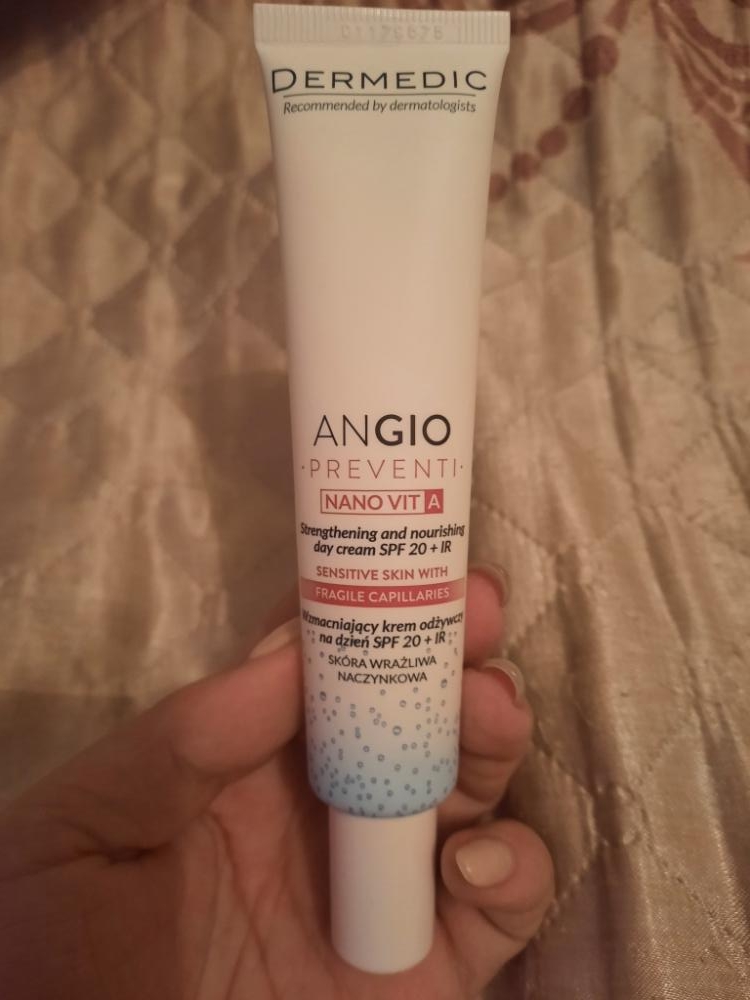 DERMEDIC
Recommended by dermatologists
ANGIO
·PREVENTI·
NANO VIT A
Strengthening and nourishing
day cream SPF 20 + IR
SENSITIVE SKIN WITH
FRAGILE CAPILLARIES
Wzmacniający krem odżywczy
na dzień SPF 20 + IR
SKÓRA WRAŻLIWA
NACZYNKOWA